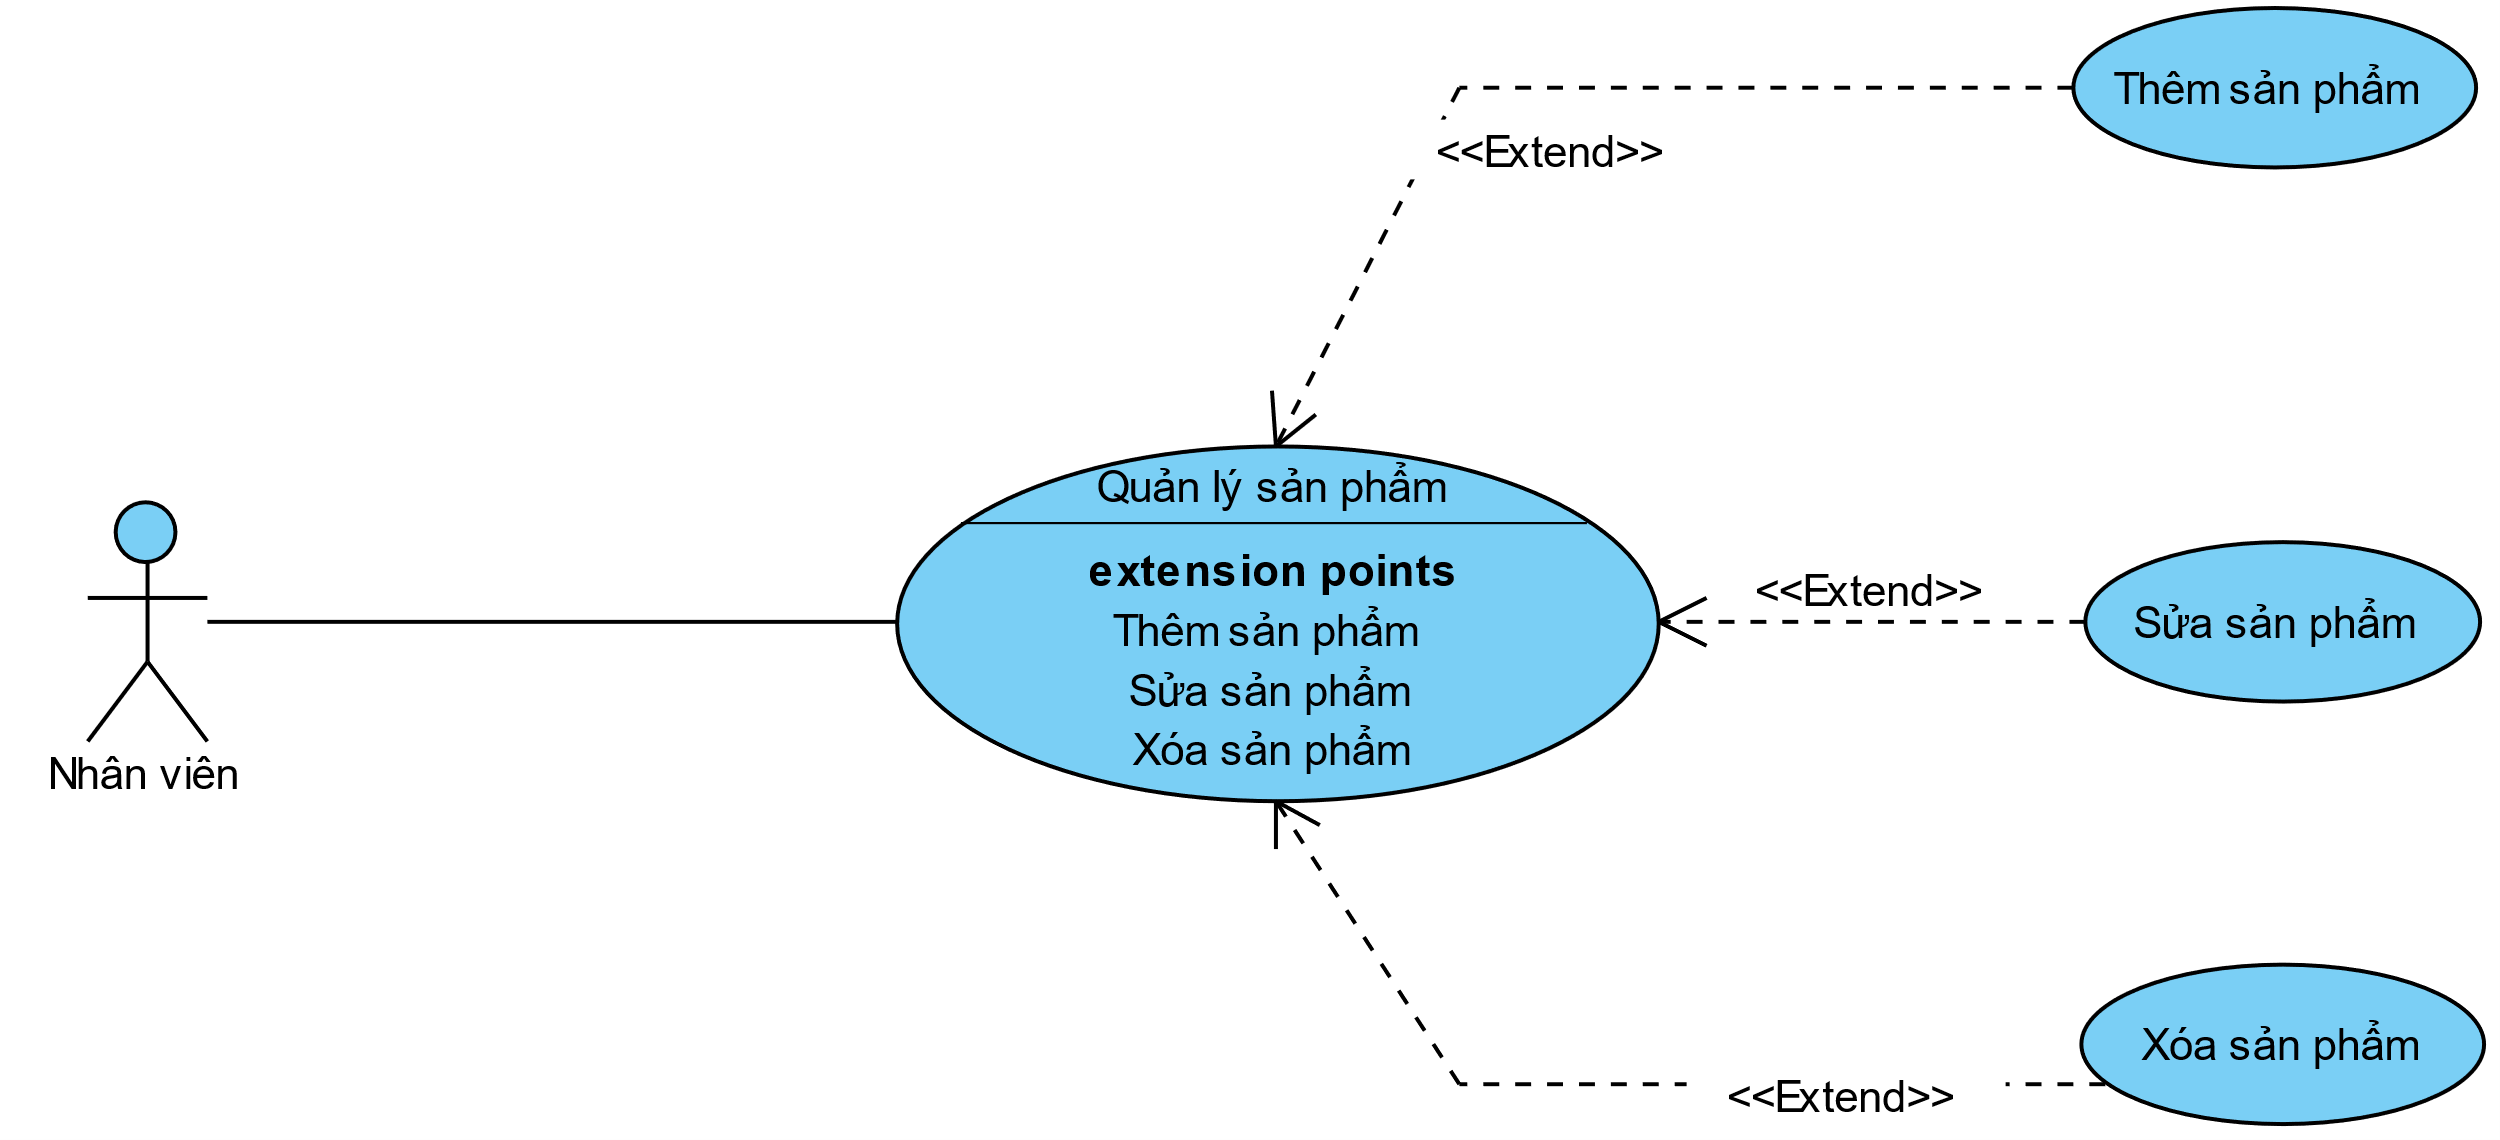 Thêm sản phẩm
<<Extend>>
Quản lý sản phẩm
extension points
Thêm sản phẩm
Sửa sản phẩm
Xóa sản phẩm
<<Extend>>
Sửa sản phẩm
Nhân viên
Xóa sản phẩm
<<Extend>>